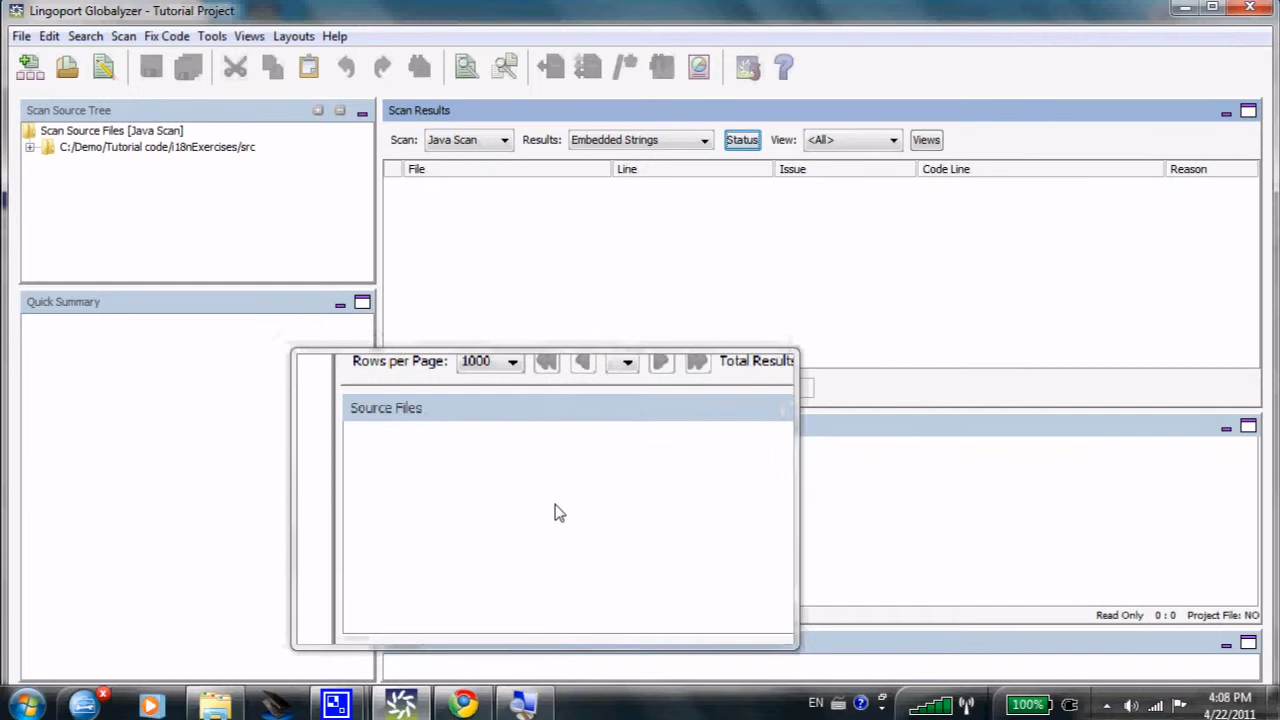 Lingoport Globalyzer - Tutorial Project
File Edit Search Scan Fix Code Tools Views Layouts Help
Scan Source Tree
Scan Source Files [Java Scan]
C:/Demo/Tutorial code/i18nExercises/src
Scan Results
Scan: Java Scan Results: Embedded Strings Status View: <All> Views
File Line Issue Code Line Reason
Quick Summary
Rows per Page: 1000 Total Results
Source Files
Read Only 0 : 0 Project File: NO
EN 100% 4:08 PM
4/22/2011